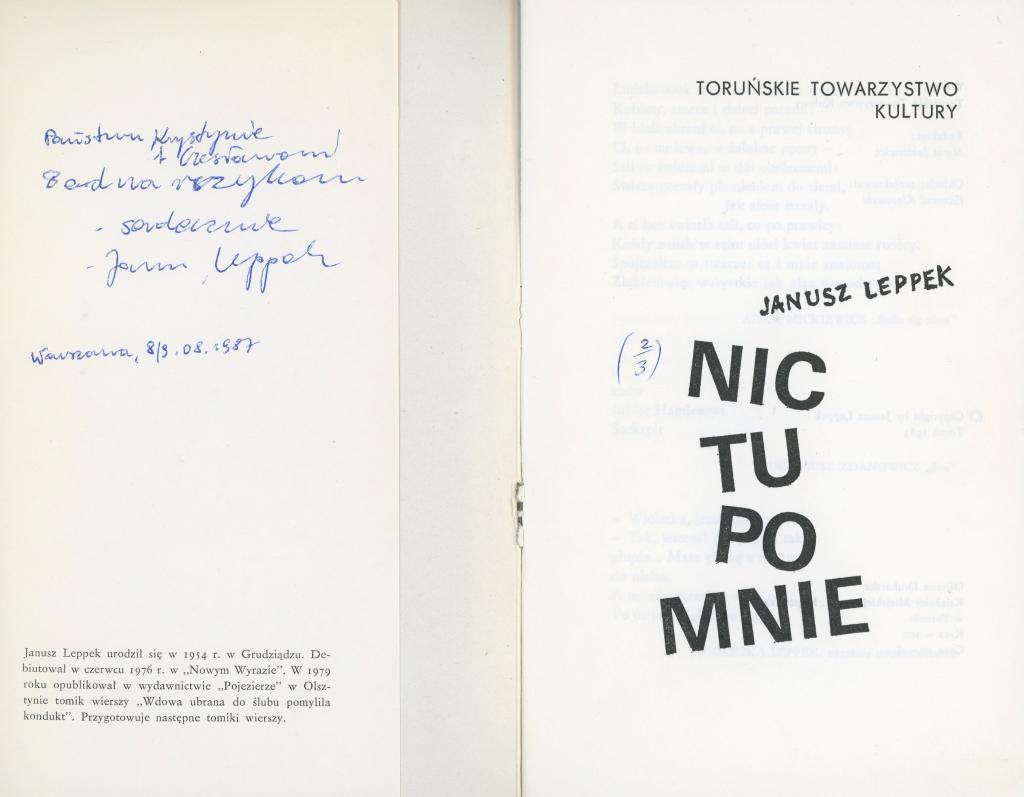 Państwu Krystynie
i Czesławowi
Bednarczykom
- serdecznie
- Janusz Leppek
Warszawa, 8/9.08.1987
Janusz Leppek urodził się w 1954 r. w Grudziądzu. De-
biutował w czerwcu 1976 r. w „Nowym Wyrazie”. W 1979
roku opublikował w wydawnictwie „Pojezierze” w Olsz-
tynie tomik wierszy „Wdowa ubrana do ślubu pomyliła
kondukt”. Przygotowuje następne tomiki wierszy.
TORUŃSKIE TOWARZYSTWO
KULTURY
JANUSZ LEPPEK
(2/3)
NIC
TU
PO
MNIE